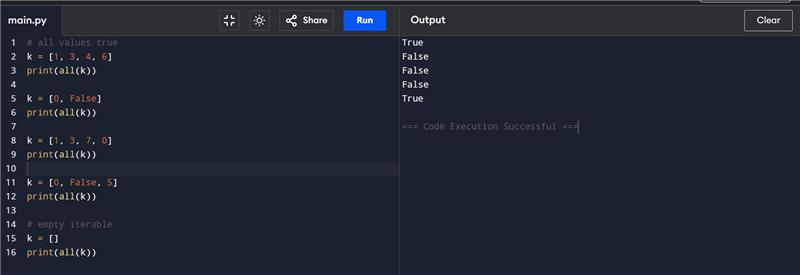 main.py
Share
Run
Output
Clear
1 # all values true
2 k = [1, 3, 4, 6]
3 print(all(k))
4
5 k = [0, False]
6 print(all(k))
7
8 k = [1, 3, 7, 0]
9 print(all(k))
10
11 k = [0, False, 5]
12 print(all(k))
13
14 # empty iterable
15 k = []
16 print(all(k))
True
False
False
False
True
=== Code Execution Successful ===